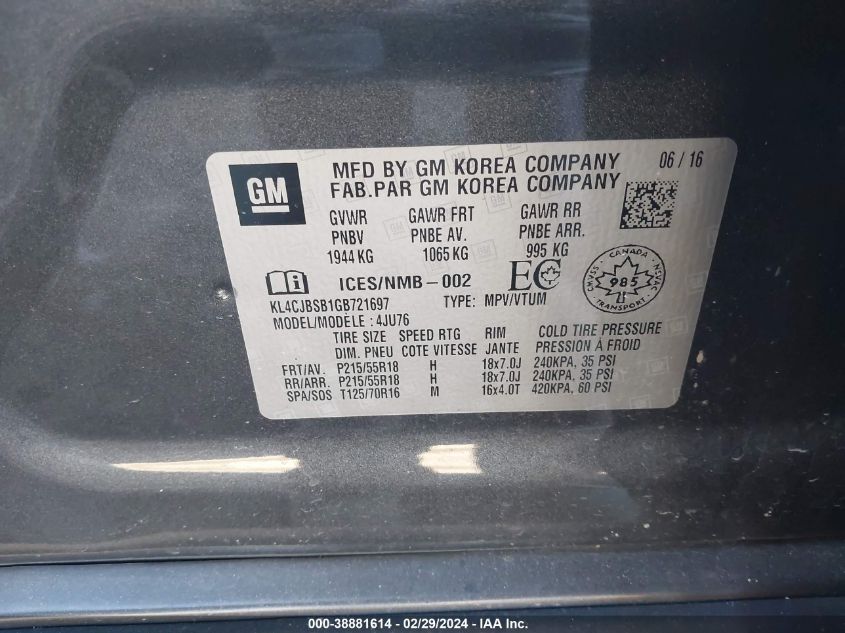 GM
MFD BY GM KOREA COMPANY 06 / 16
FAB.PAR GM KOREA COMPANY
GVWR GAWR FRT GAWR RR
PNBV PNBE AV. PNBE ARR.
1944 KG 1065 KG 995 KG
ICES/NMB-002 EC
CANADA
CMVSS 985 NSVAC
TRANSPORT
KL4CJBSB1GB721697 TYPE: MPV/VTUM
MODEL/MODÈLE : 4JU76
TIRE SIZE SPEED RTG RIM COLD TIRE PRESSURE
DIM. PNEU COTE VITESSE JANTE PRESSION À FROID
FRT/AV. P215/55R18 H 18x7.0J 240KPA, 35 PSI
RR/ARR. P215/55R18 H 18x7.0J 240KPA, 35 PSI
SPA/SOS T125/70R16 M 16x4.0T 420KPA, 60 PSI
000-38881614 - 02/29/2024 - IAA Inc.